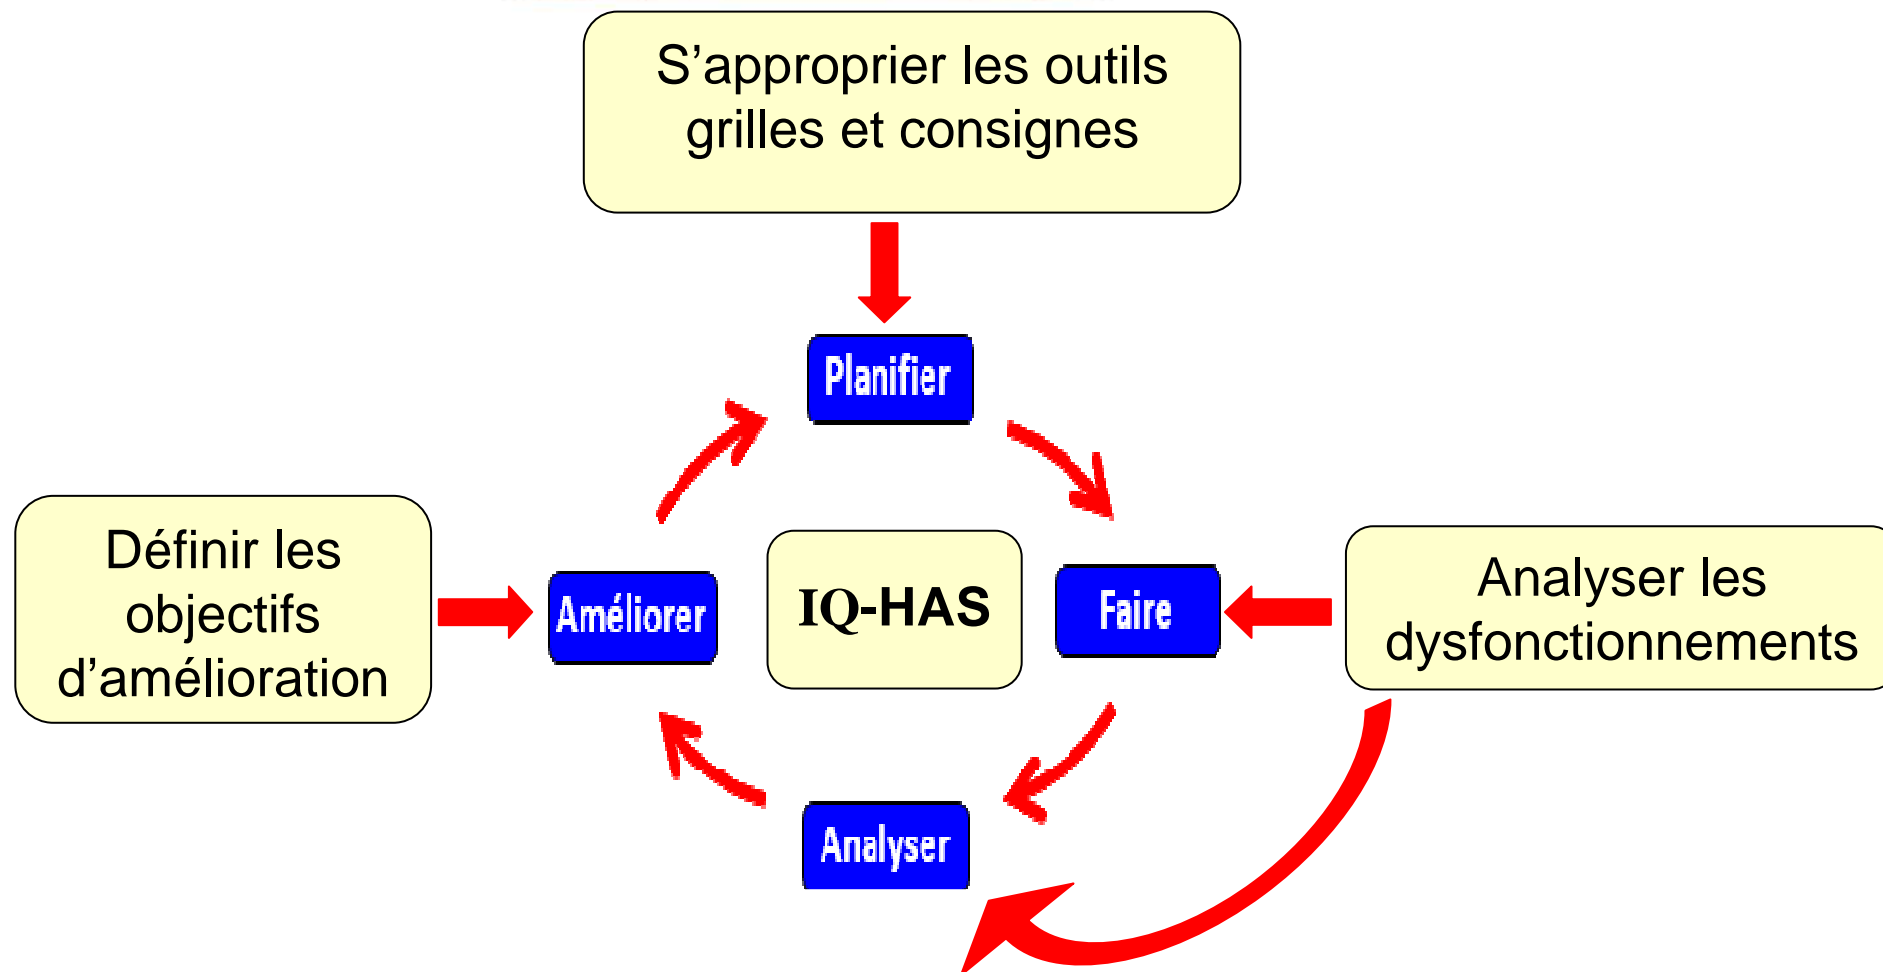 S’approprier les outils
grilles et consignes
Planifier
Définir les
objectifs
d’amélioration
Améliorer
IQ-HAS
Faire
Analyser les
dysfonctionnements
Analyser